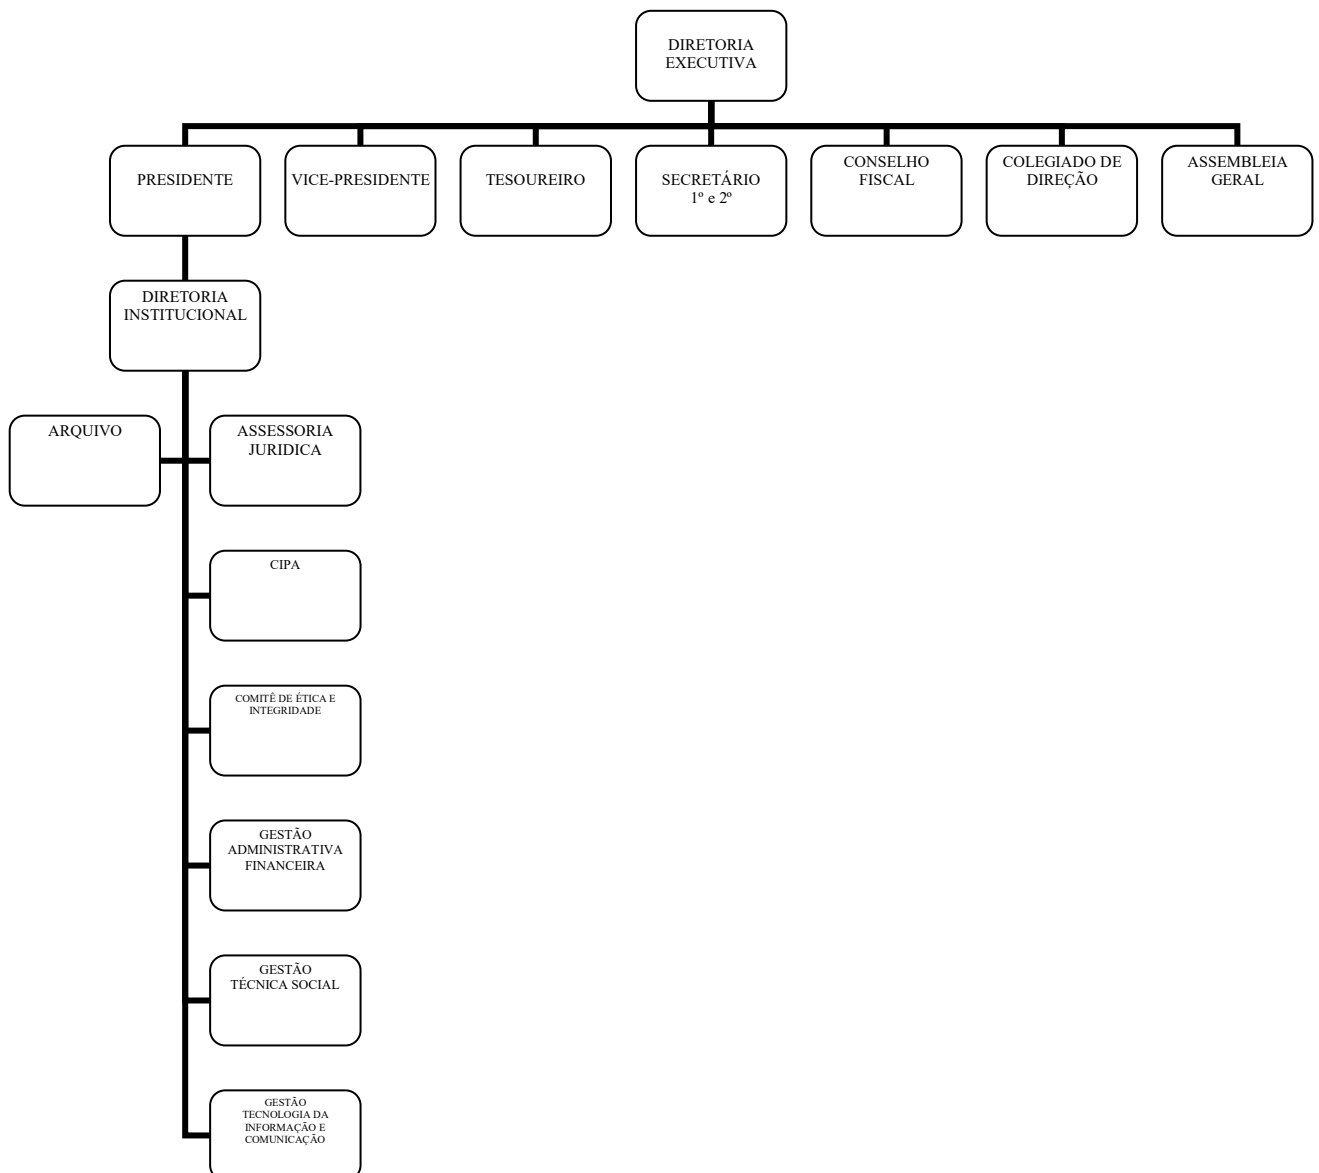 DIRETORIA
EXECUTIVA
PRESIDENTE
VICE-PRESIDENTE
TESOUREIRO
SECRETÁRIO
1º e 2º
CONSELHO
FISCAL
COLEGIADO DE
DIREÇÃO
ASSEMBLEIA
GERAL
DIRETORIA
INSTITUCIONAL
ARQUIVO
ASSESSORIA
JURIDICA
CIPA
COMITÊ DE ÉTICA E
INTEGRIDADE
GESTÃO
ADMINISTRATIVA
FINANCEIRA
GESTÃO
TÉCNICA SOCIAL
GESTÃO
TECNOLOGIA DA
INFORMAÇÃO E
COMUNICAÇÃO